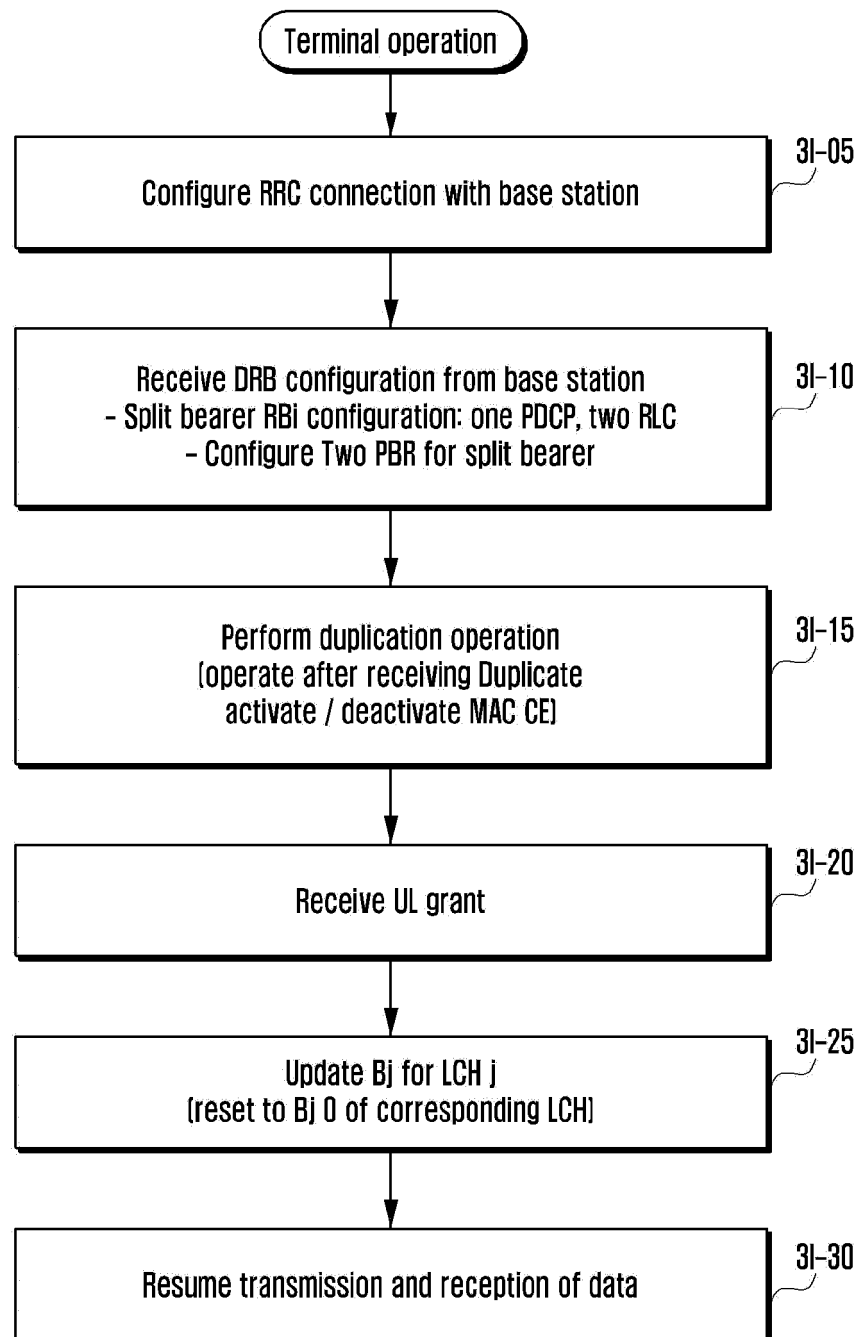 Terminal operation
3I-05
Configure RRC connection with base station
3I-10
Receive DRB configuration from base station
- Split bearer RBi configuration: one PDCP, two RLC
- Configure Two PBR for split bearer
3I-15
Perform duplication operation
(operate after receiving Duplicate
activate / deactivate MAC CE)
3I-20
Receive UL grant
3I-25
Update Bj for LCH j
(reset to Bj 0 of corresponding LCH)
3I-30
Resume transmission and reception of data